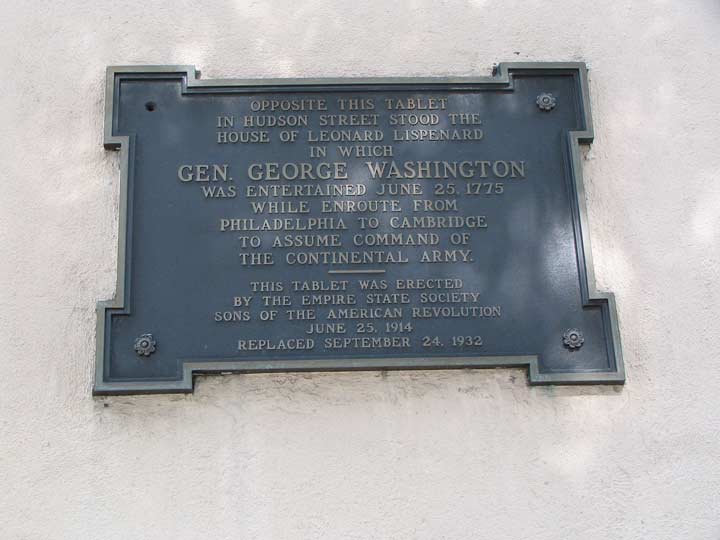 OPPOSITE THIS TABLET
IN HUDSON STREET STOOD THE
HOUSE OF LEONARD LISPENARD
IN WHICH
GEN. GEORGE WASHINGTON
WAS ENTERTAINED JUNE 25, 1775
WHILE ENROUTE FROM
PHILADELPHIA TO CAMBRIDGE
TO ASSUME COMMAND OF
THE CONTINENTAL ARMY.
THIS TABLET WAS ERECTED
BY THE EMPIRE STATE SOCIETY
SONS OF THE AMERICAN REVOLUTION
JUNE 25, 1914
REPLACED SEPTEMBER 24, 1932